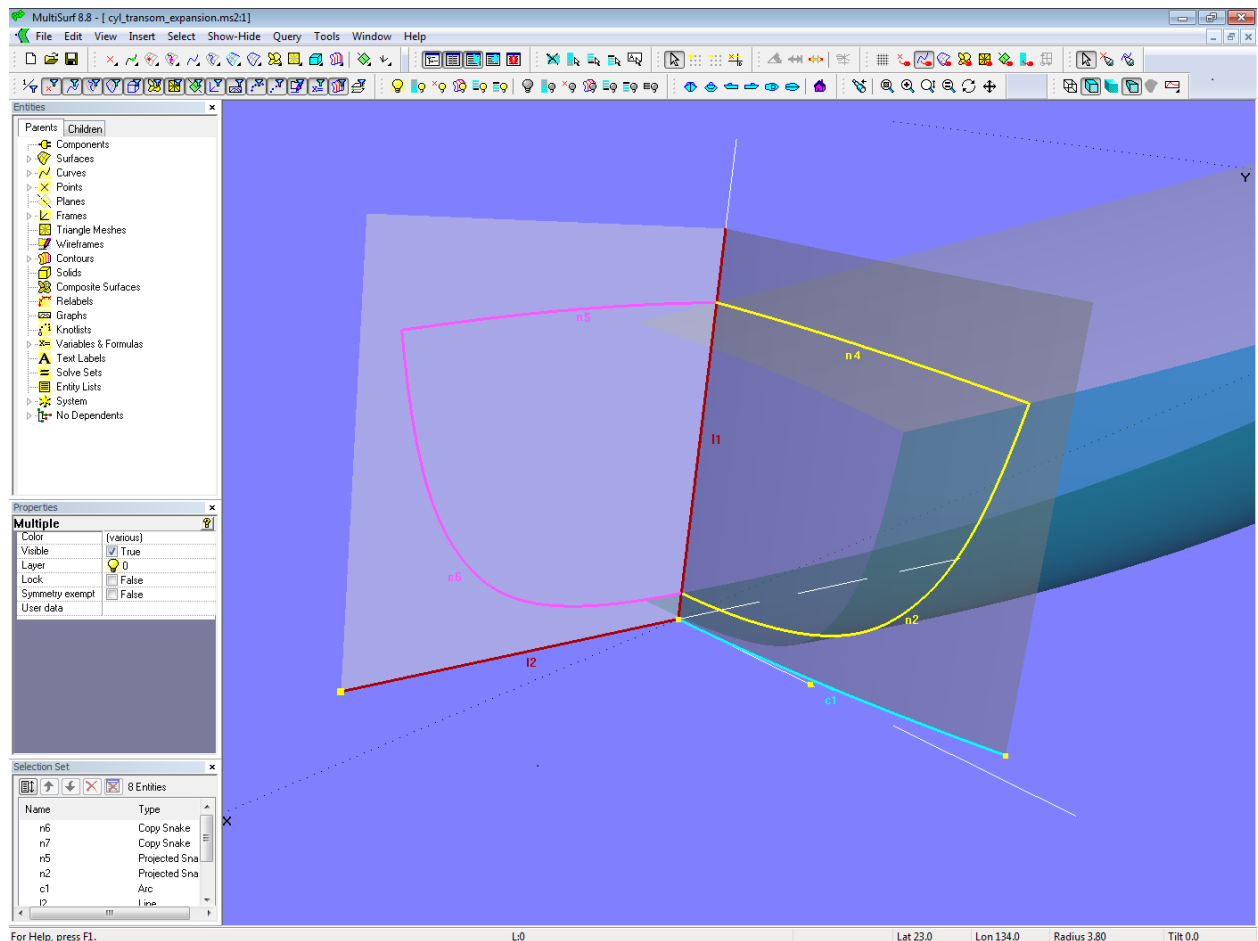 MultiSurf 8.8 - [ cyl_transom_expansion.ms2:1]
File Edit View Insert Select Show-Hide Query Tools Window Help
Entities
Parents Children
Components
Surfaces
Curves
Points
Planes
Frames
Triangle Meshes
Wireframes
Contours
Solids
Composite Surfaces
Relabels
Graphs
Knotlists
Variables & Formulas
Text Labels
Solve Sets
Entity Lists
System
No Dependents
Properties
Multiple
Color (various)
Visible True
Layer 0
Lock False
Symmetry exempt False
User data
Selection Set
8 Entities
Name Type
n6 Copy Snake
n7 Copy Snake
n5 Projected Sna
n2 Projected Sna
c1 Arc
l2 Line
Y
n5
n4
l1
n6
n2
l2
c1
X
For Help, press F1. L:0 Lat 23.0 Lon 134.0 Radius 3.80 Tilt 0.0